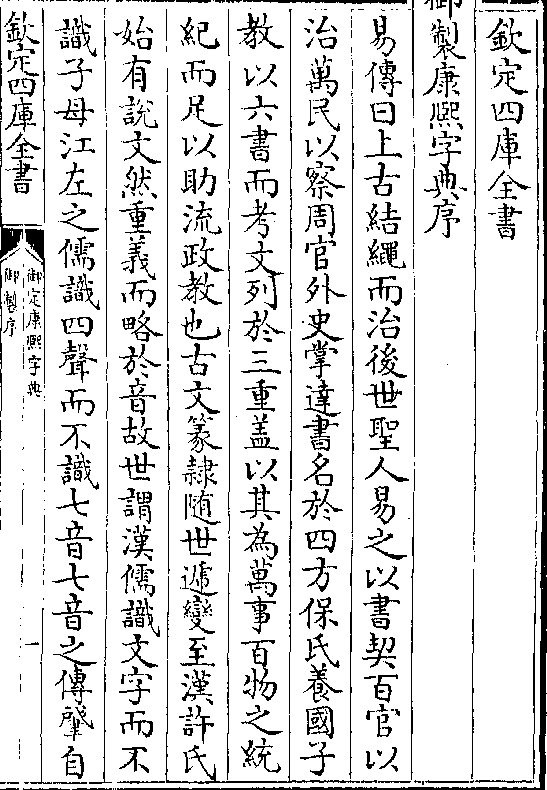 欽定四庫全書
御製康熙字典序
易傳曰上古結繩而治後世聖人易之以書契百官以
治萬民以察周官外史掌達書名於四方保氏養國子
教以六書而考文列於三重盖以其為萬事百物之統
紀而足以助流政教也古文篆隸随世遞變至漢許氏
始有說文然重義而略於音故世謂漢儒識文字而不
識子母江左之儒識四聲而不識七音七音之傳肇自
欽定四庫全書
御定康熙字典
御製序
一